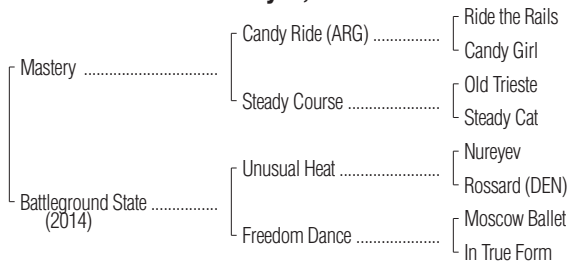 Ride the Rails
Candy Ride (ARG) ....................
Candy Girl
Mastery ..............................
Old Trieste
Steady Course .....................
Steady Cat
Nureyev
Unusual Heat .......................
Rossard (DEN)
Battleground State ...............
(2014)
Moscow Ballet
Freedom Dance ...................
In True Form